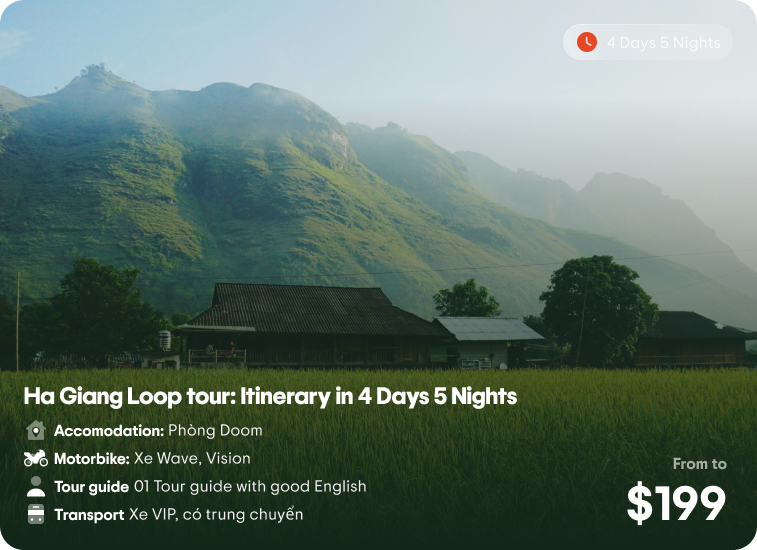 4 Days 5 Nights
Ha Giang Loop tour: Itinerary in 4 Days 5 Nights
Accomodation: Phòng Doom
Motorbike: Xe Wave, Vision
Tour guide 01 Tour guide with good English
Transport Xe VIP, có trung chuyển
From to
$199